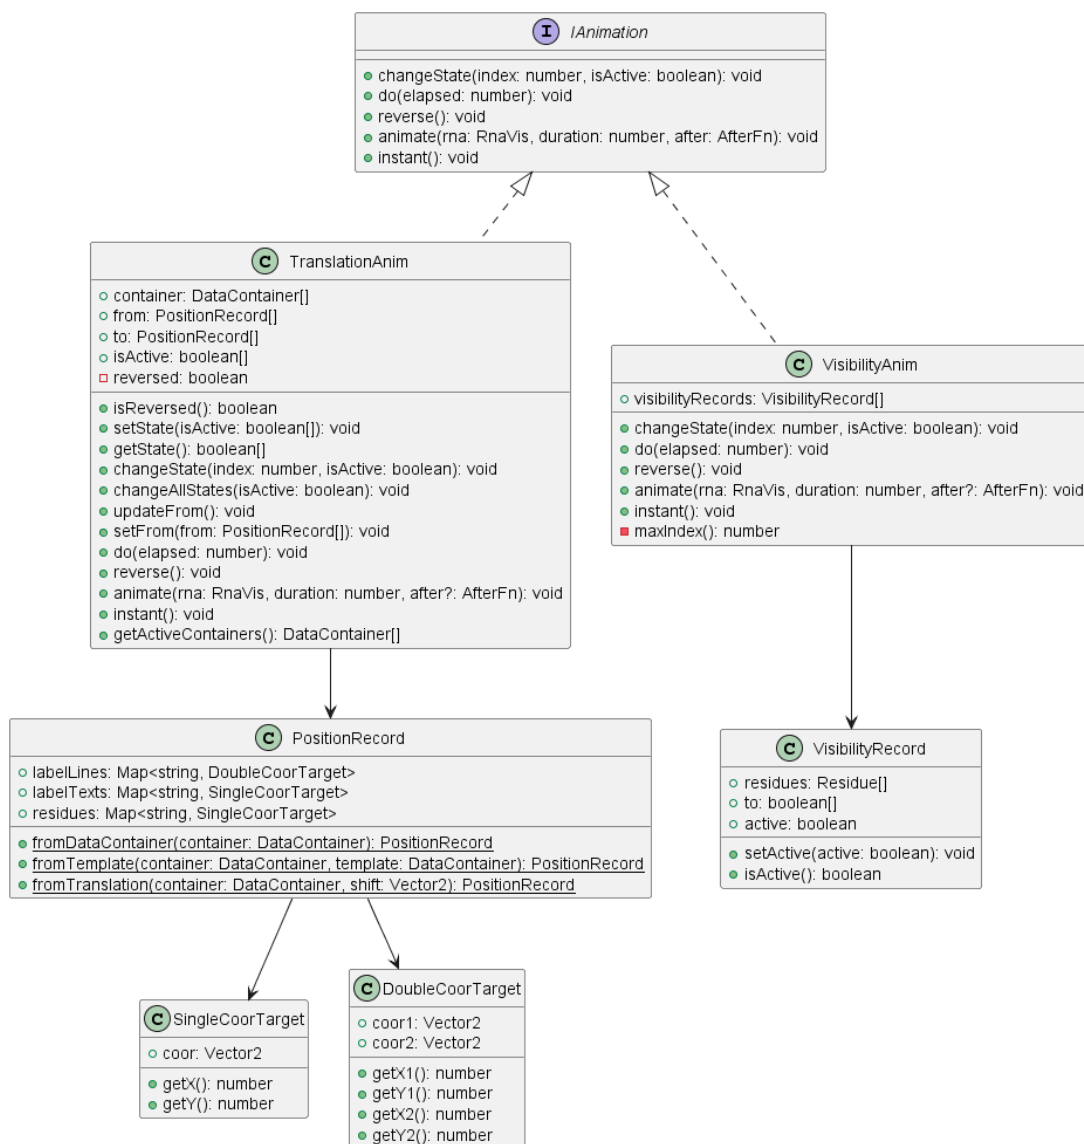 I IAnimation
changeState(index: number, isActive: boolean): void
do(elapsed: number): void
reverse(): void
animate(rna: RnaVis, duration: number, after: AfterFn): void
instant(): void
C TranslationAnim
container: DataContainer[]
from: PositionRecord[]
to: PositionRecord[]
isActive: boolean[]
reversed: boolean
isReversed(): boolean
setState(isActive: boolean[]): void
getState(): boolean[]
changeState(index: number, isActive: boolean): void
changeAllStates(isActive: boolean): void
updateFrom(): void
setFrom(from: PositionRecord[]): void
do(elapsed: number): void
reverse(): void
animate(rna: RnaVis, duration: number, after?: AfterFn): void
instant(): void
getActiveContainers(): DataContainer[]
C VisibilityAnim
visibilityRecords: VisibilityRecord[]
changeState(index: number, isActive: boolean): void
do(elapsed: number): void
reverse(): void
animate(rna: RnaVis, duration: number, after?: AfterFn): void
instant(): void
maxIndex(): number
C PositionRecord
labelLines: Map<string, DoubleCoorTarget>
labelTexts: Map<string, SingleCoorTarget>
residues: Map<string, SingleCoorTarget>
fromDataContainer(container: DataContainer): PositionRecord
fromTemplate(container: DataContainer, template: DataContainer): PositionRecord
fromTranslation(container: DataContainer, shift: Vector2): PositionRecord
C VisibilityRecord
residues: Residue[]
to: boolean[]
active: boolean
setActive(active: boolean): void
isActive(): boolean
C SingleCoorTarget
coor: Vector2
getX(): number
getY(): number
C DoubleCoorTarget
coor1: Vector2
coor2: Vector2
getX1(): number
getY1(): number
getX2(): number
getY2(): number